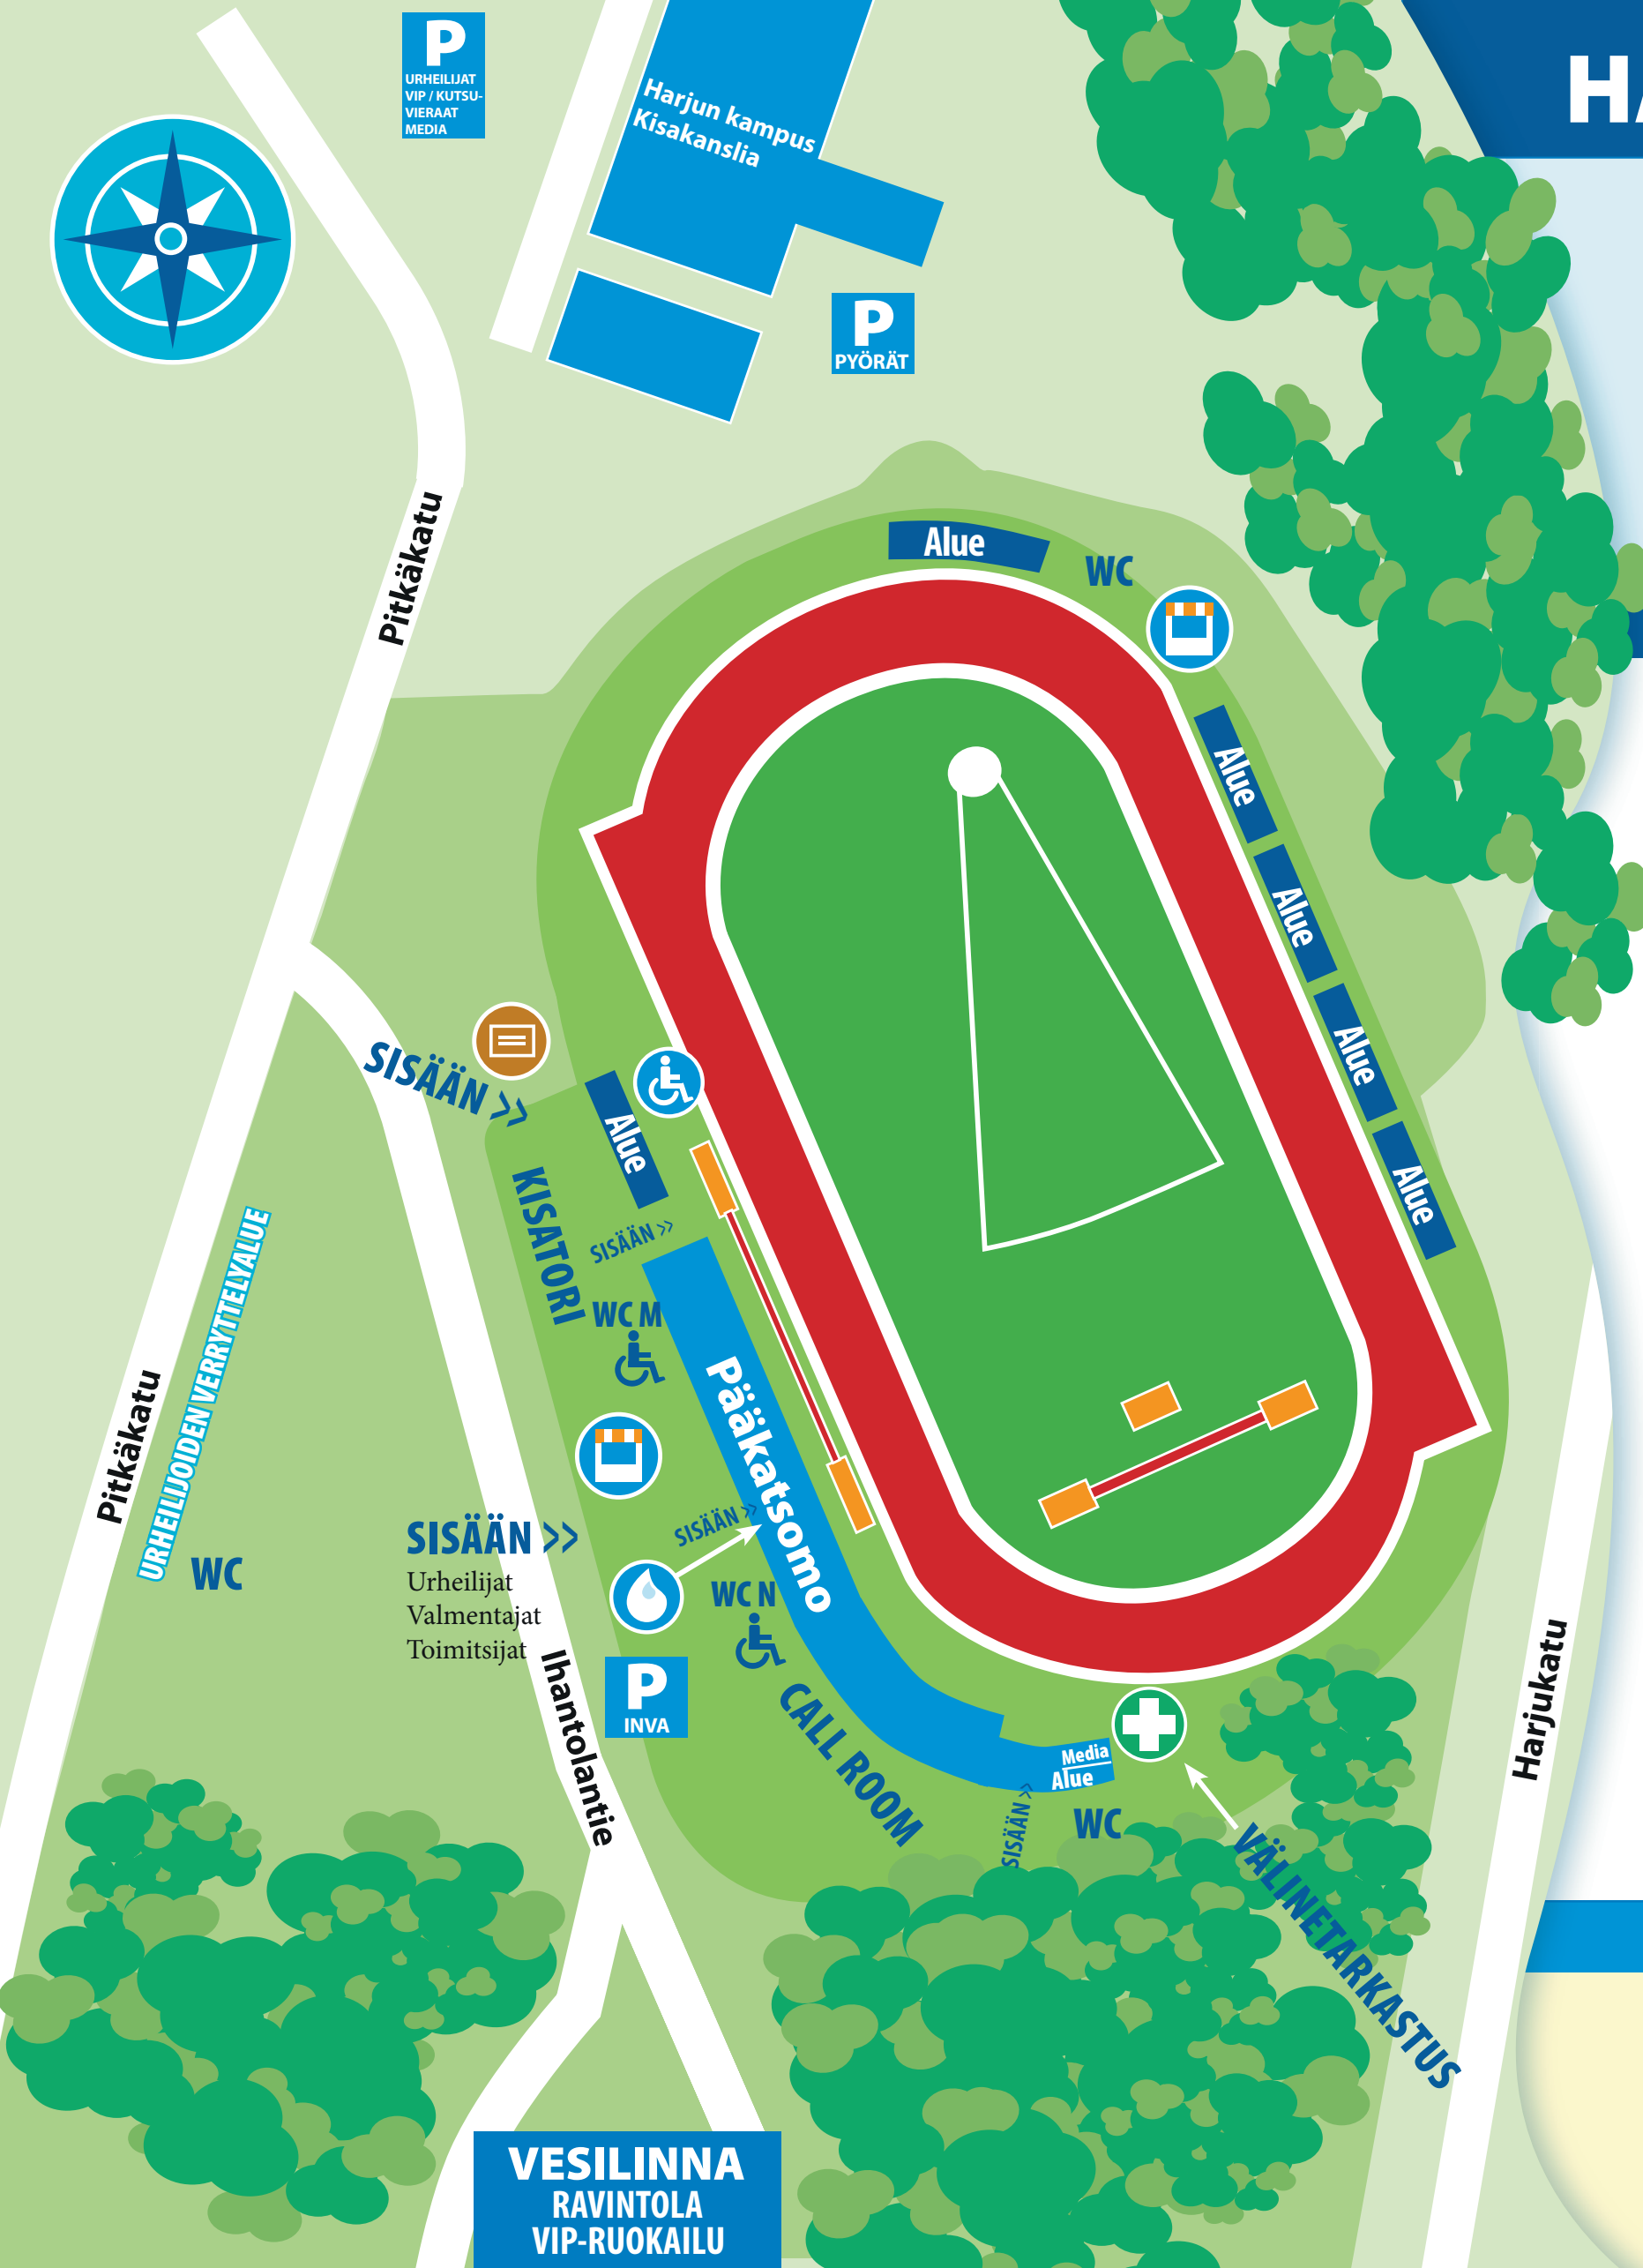 P
URHEILIJAT
VIP / KUTSU-
VIERAAT
MEDIA
Harjun kampus
Kisakanslia
P
PYÖRÄT
Pitkäkatu
Alue
WC
Alue
Alue
Alue
Alue
SISÄÄN >>
Alue
KISATORI
SISÄÄN >>
WC M
Pääkatsomo
URHEILIJOIDEN VERRYTTELYALUE
Pitkäkatu
WC
SISÄÄN >>
Urheilijat
Valmentajat
Toimitsijat
SISÄÄN >>
WC N
P
INVA
Ihantolantie
CALL ROOM
Media
Alue
SISÄÄN >>
WC
VÄLINETARKASTUS
Harjukatu
VESILINNA
RAVINTOLA
VIP-RUOKAILU